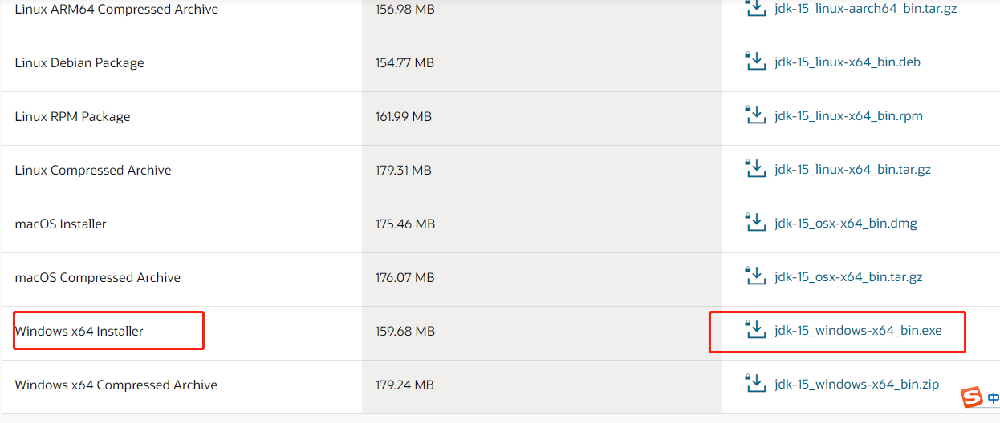 Linux ARM64 Compressed Archive 156.98 MB jdk-15_linux-aarch64_bin.tar.gz
Linux Debian Package 154.77 MB jdk-15_linux-x64_bin.deb
Linux RPM Package 161.99 MB jdk-15_linux-x64_bin.rpm
Linux Compressed Archive 179.31 MB jdk-15_linux-x64_bin.tar.gz
macOS Installer 175.46 MB jdk-15_osx-x64_bin.dmg
macOS Compressed Archive 176.07 MB jdk-15_osx-x64_bin.tar.gz
Windows x64 Installer 159.68 MB jdk-15_windows-x64_bin.exe
Windows x64 Compressed Archive 179.24 MB jdk-15_windows-x64_bin.zip
S 中